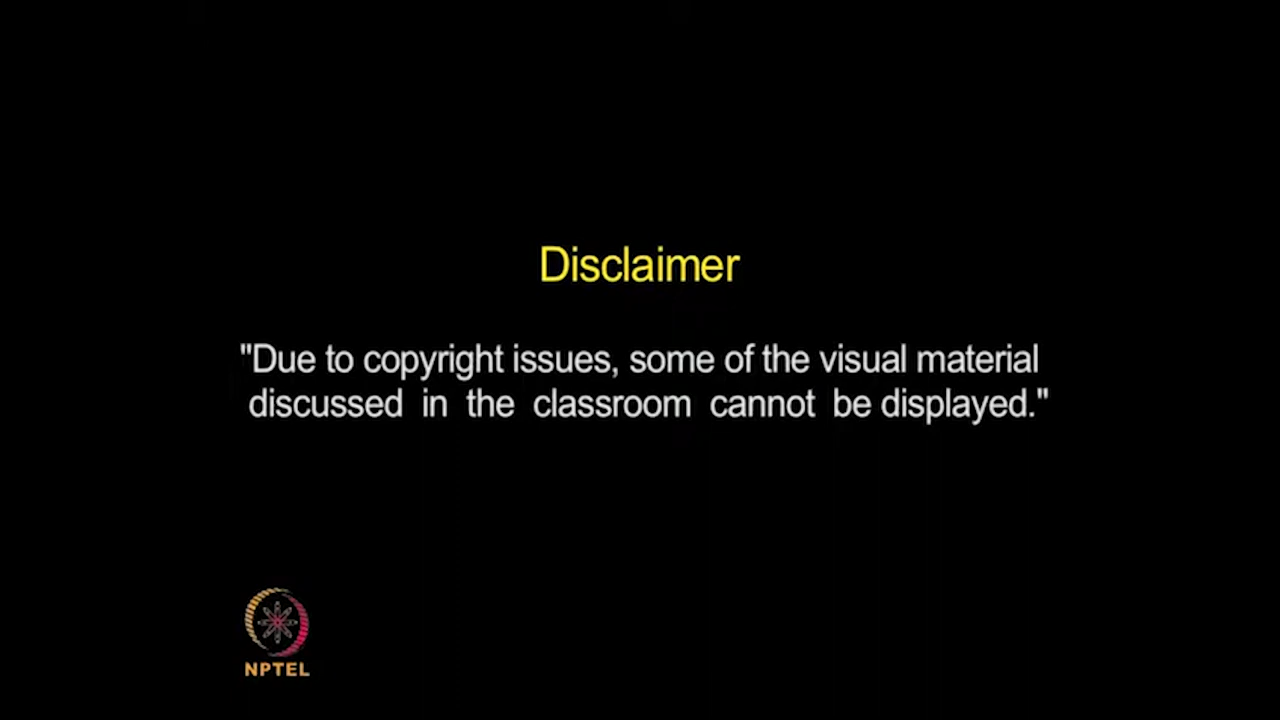 Disclaimer
"Due to copyright issues, some of the visual material
discussed in the classroom cannot be displayed."
NPTEL